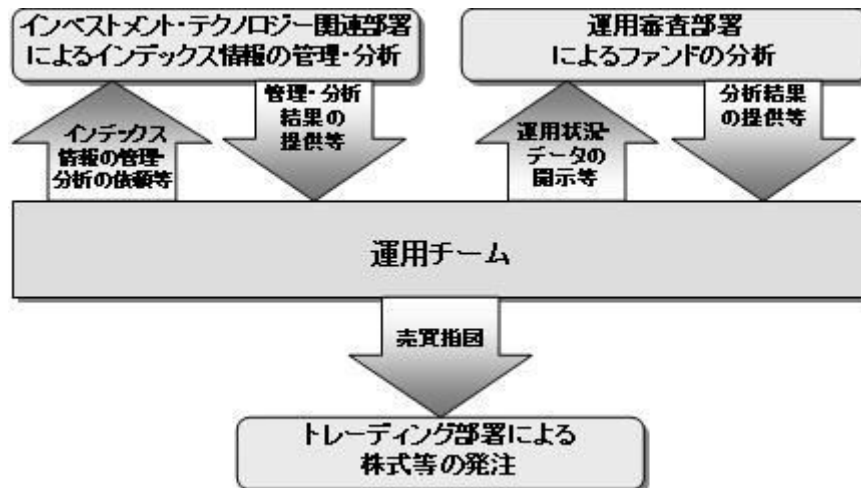 インベストメント・テクノロジー関連部署
によるインデックス情報の管理・分析
運用審査部署
によるファンドの分析
インデックス
情報の管理・
分析の依頼等
管理・分析
結果の
提供等
運用状況・
データの
開示等
分析結果
の提供等
運用チーム
売買指図
トレーディング部署による
株式等の発注